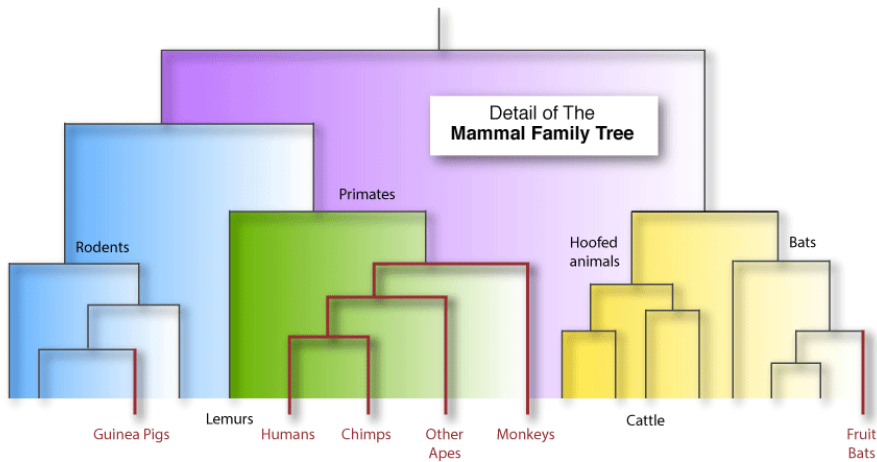 Detail of The
Mammal Family Tree
Primates
Rodents
Hoofed
animals
Bats
Lemurs
Cattle
Guinea Pigs
Humans
Chimps
Other
Apes
Monkeys
Fruit
Bats